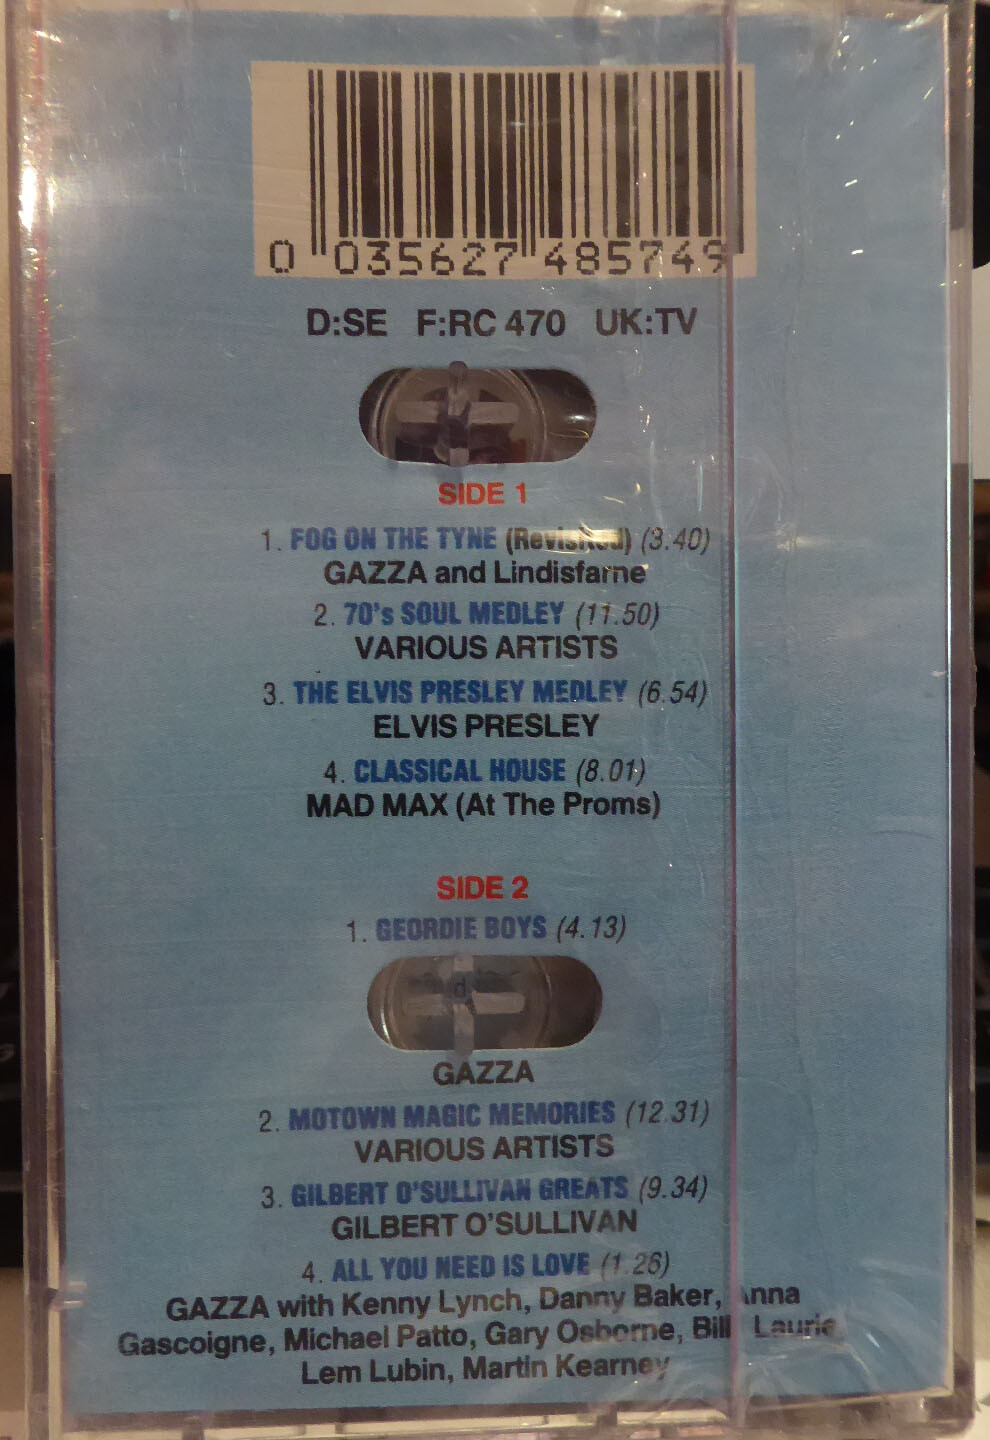 0 035627 485749
D:SE F:RC 470 UK:TV
SIDE 1
1. FOG ON THE TYNE (Revisited) (3.40)
GAZZA and Lindisfarne
2. 70's SOUL MEDLEY (11.50)
VARIOUS ARTISTS
3. THE ELVIS PRESLEY MEDLEY (6.54)
ELVIS PRESLEY
4. CLASSICAL HOUSE (8.01)
MAD MAX (At The Proms)
SIDE 2
1. GEORDIE BOYS (4.13)
GAZZA
2. MOTOWN MAGIC MEMORIES (12.31)
VARIOUS ARTISTS
3. GILBERT O'SULLIVAN GREATS (9.34)
GILBERT O'SULLIVAN
4. ALL YOU NEED IS LOVE (1.26)
GAZZA with Kenny Lynch, Danny Baker, Anna
Gascoigne, Michael Patto, Gary Osborne, Laurie
Lem Lubin, Martin Kearney